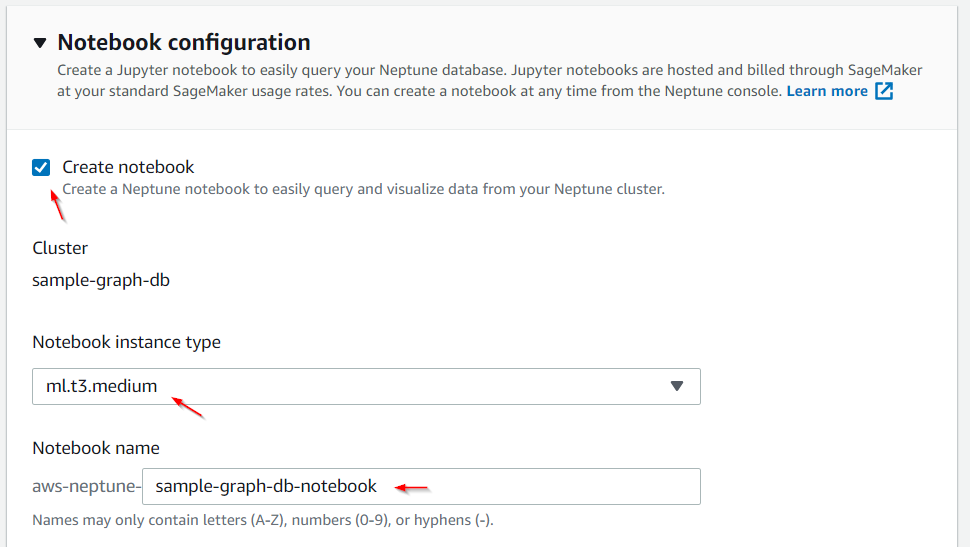 Notebook configuration
Create a Jupyter notebook to easily query your Neptune database. Jupyter notebooks are hosted and billed through SageMaker
at your standard SageMaker usage rates. You can create a notebook at any time from the Neptune console. Learn more
Create notebook
Create a Neptune notebook to easily query and visualize data from your Neptune cluster.
Cluster
sample-graph-db
Notebook instance type
ml.t3.medium
Notebook name
aws-neptune- sample-graph-db-notebook
Names may only contain letters (A-Z), numbers (0-9), or hyphens (-).